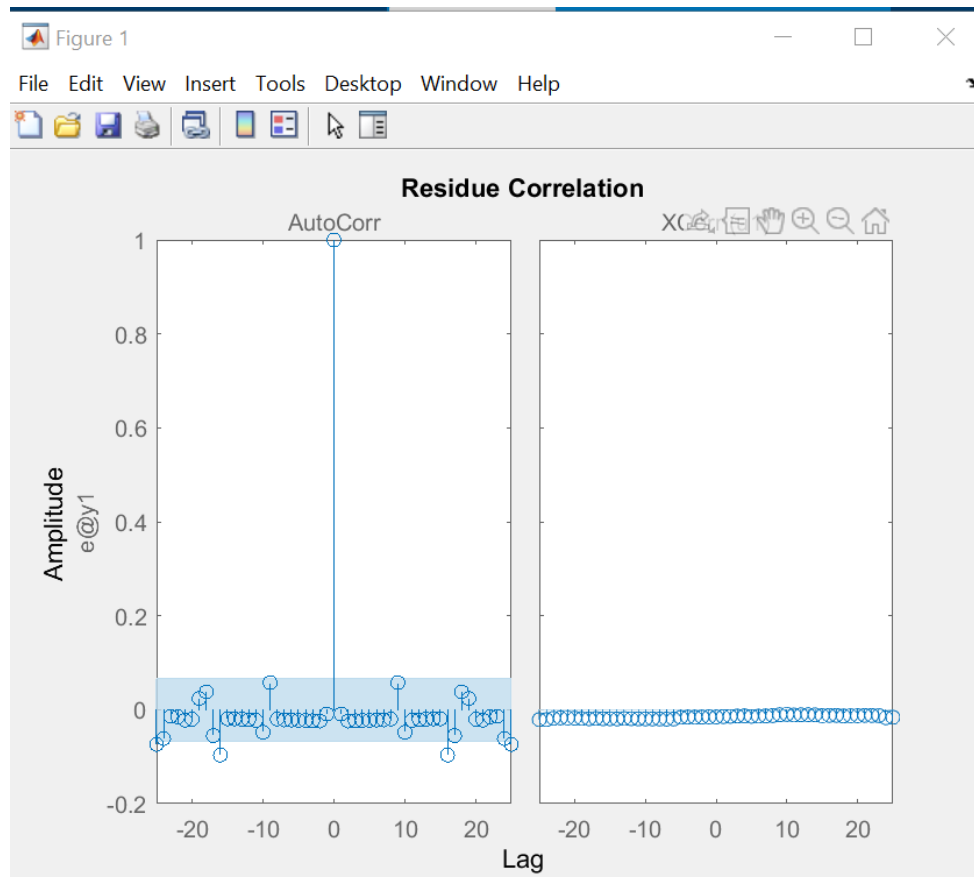 Figure 1
File Edit View Insert Tools Desktop Window Help
Residue Correlation
AutoCorr
1
0.8
0.6
0.4
0.2
0
-0.2
Amplitude
e@y1
-20 -10 0 10 20
-20 -10 0 10 20
Lag